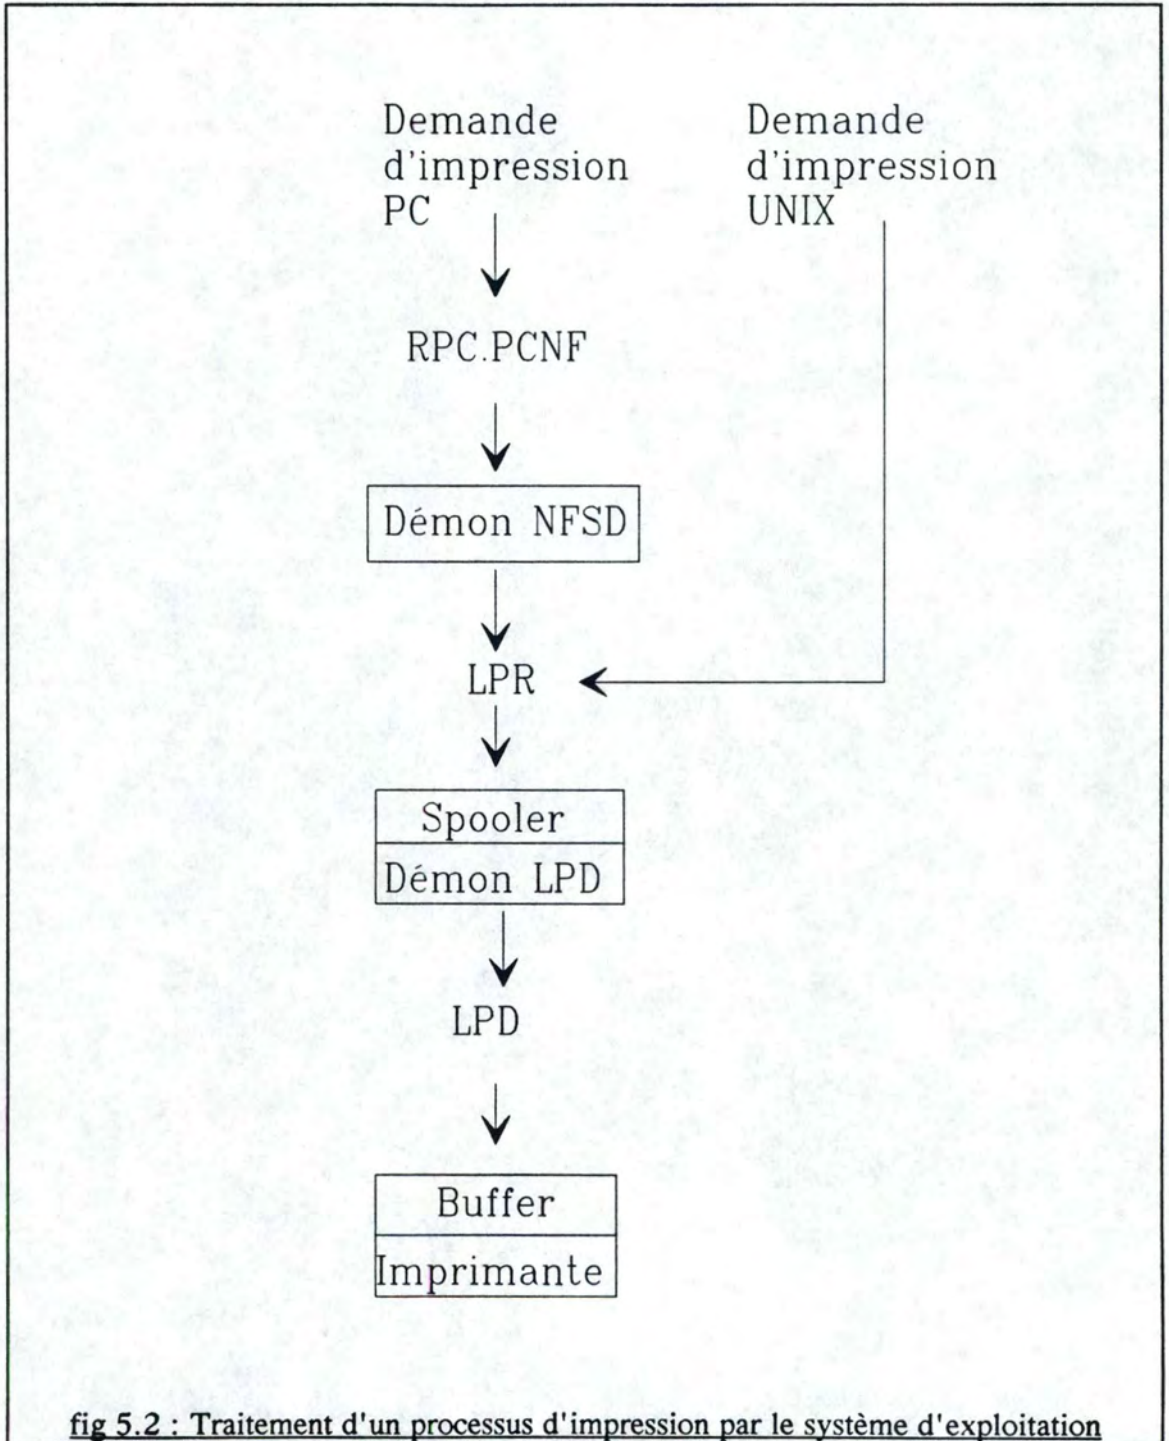 Demande
d'impression
PC
Demande
d'impression
UNIX
RPC.PCNF
Démon NFSD
LPR
Spooler
Démon LPD
LPD
Buffer
Imprimante
fig 5.2 : Traitement d'un processus d'impression par le système d'exploitation